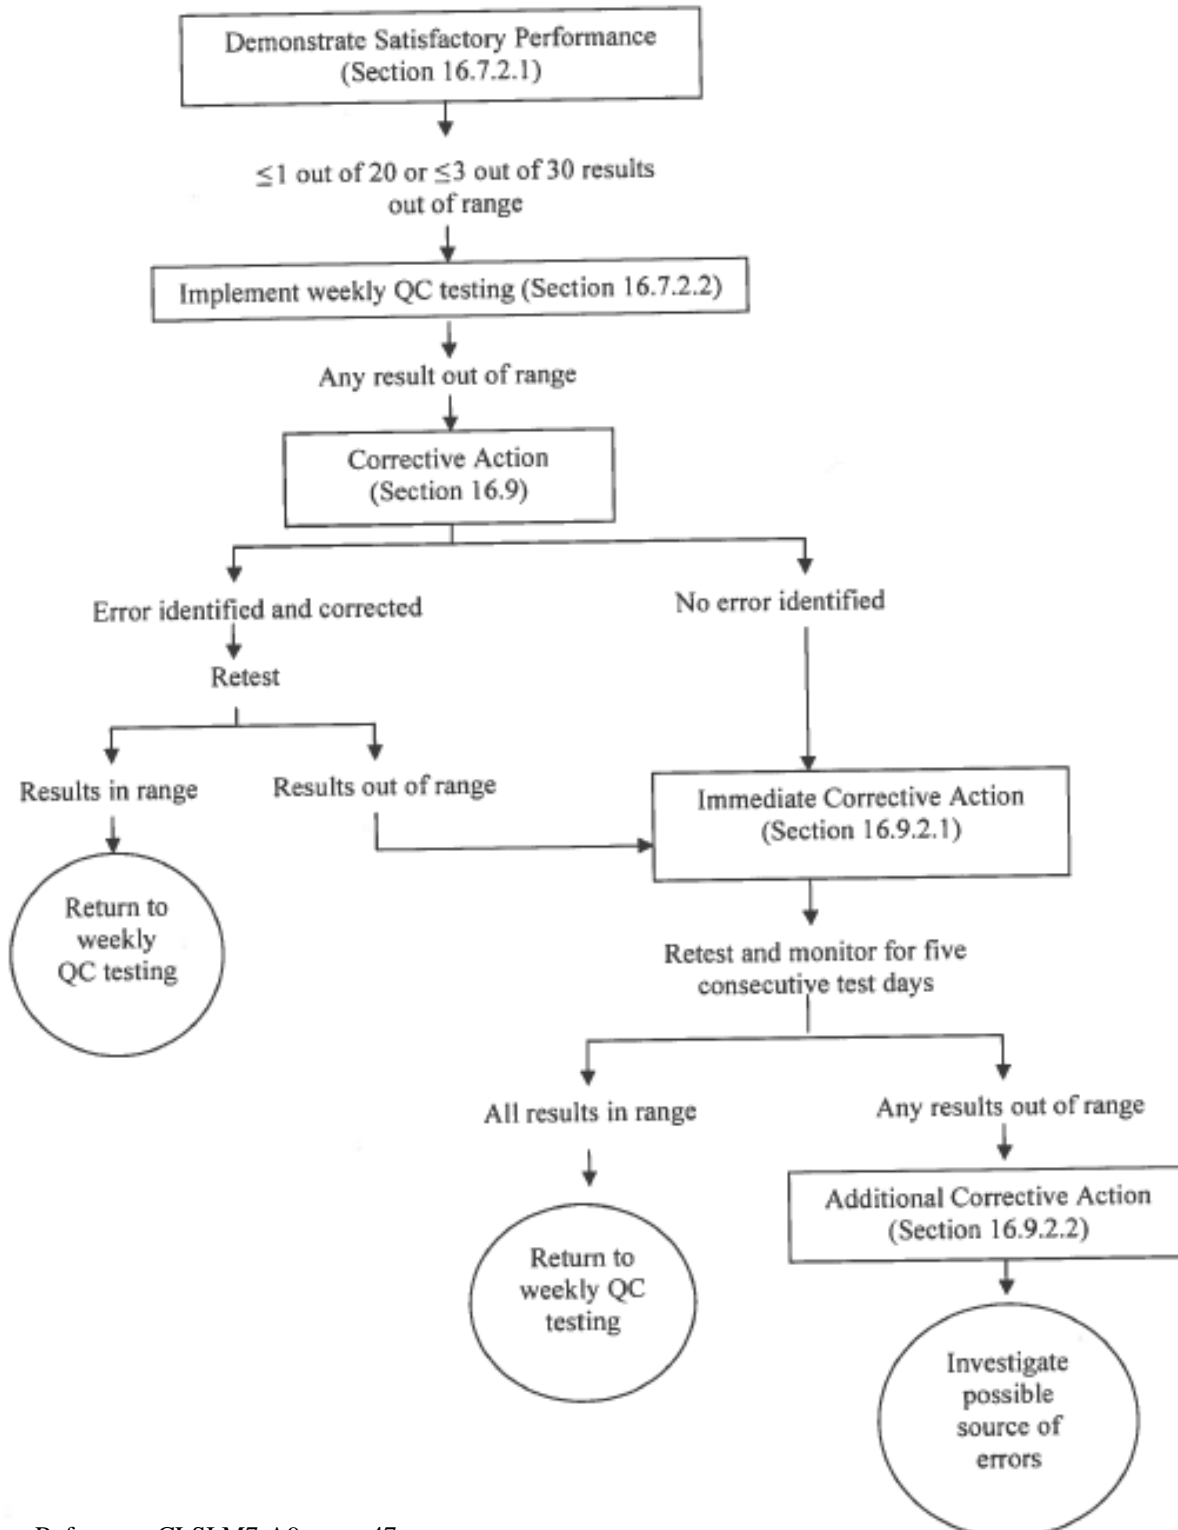 Demonstrate Satisfactory Performance
(Section 16.7.2.1)
≤1 out of 20 or ≤3 out of 30 results
out of range
Implement weekly QC testing (Section 16.7.2.2)
Any result out of range
Corrective Action
(Section 16.9)
Error identified and corrected
No error identified
Retest
Results in range
Results out of range
Immediate Corrective Action
(Section 16.9.2.1)
Return to
weekly
QC testing
Retest and monitor for five
consecutive test days
All results in range
Any results out of range
Additional Corrective Action
(Section 16.9.2.2)
Return to
weekly QC
testing
Investigate
possible
source of
errors